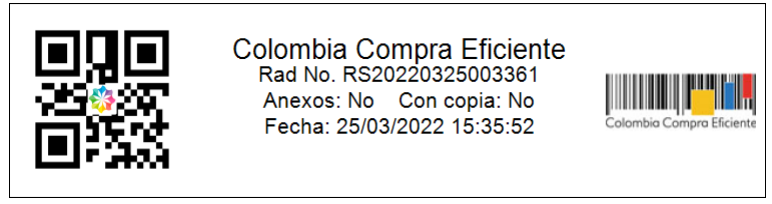 Colombia Compra Eficiente
Rad No. RS20220325003361
Anexos: No Con copia: No
Fecha: 25/03/2022 15:35:52
Colombia Compra Eficiente